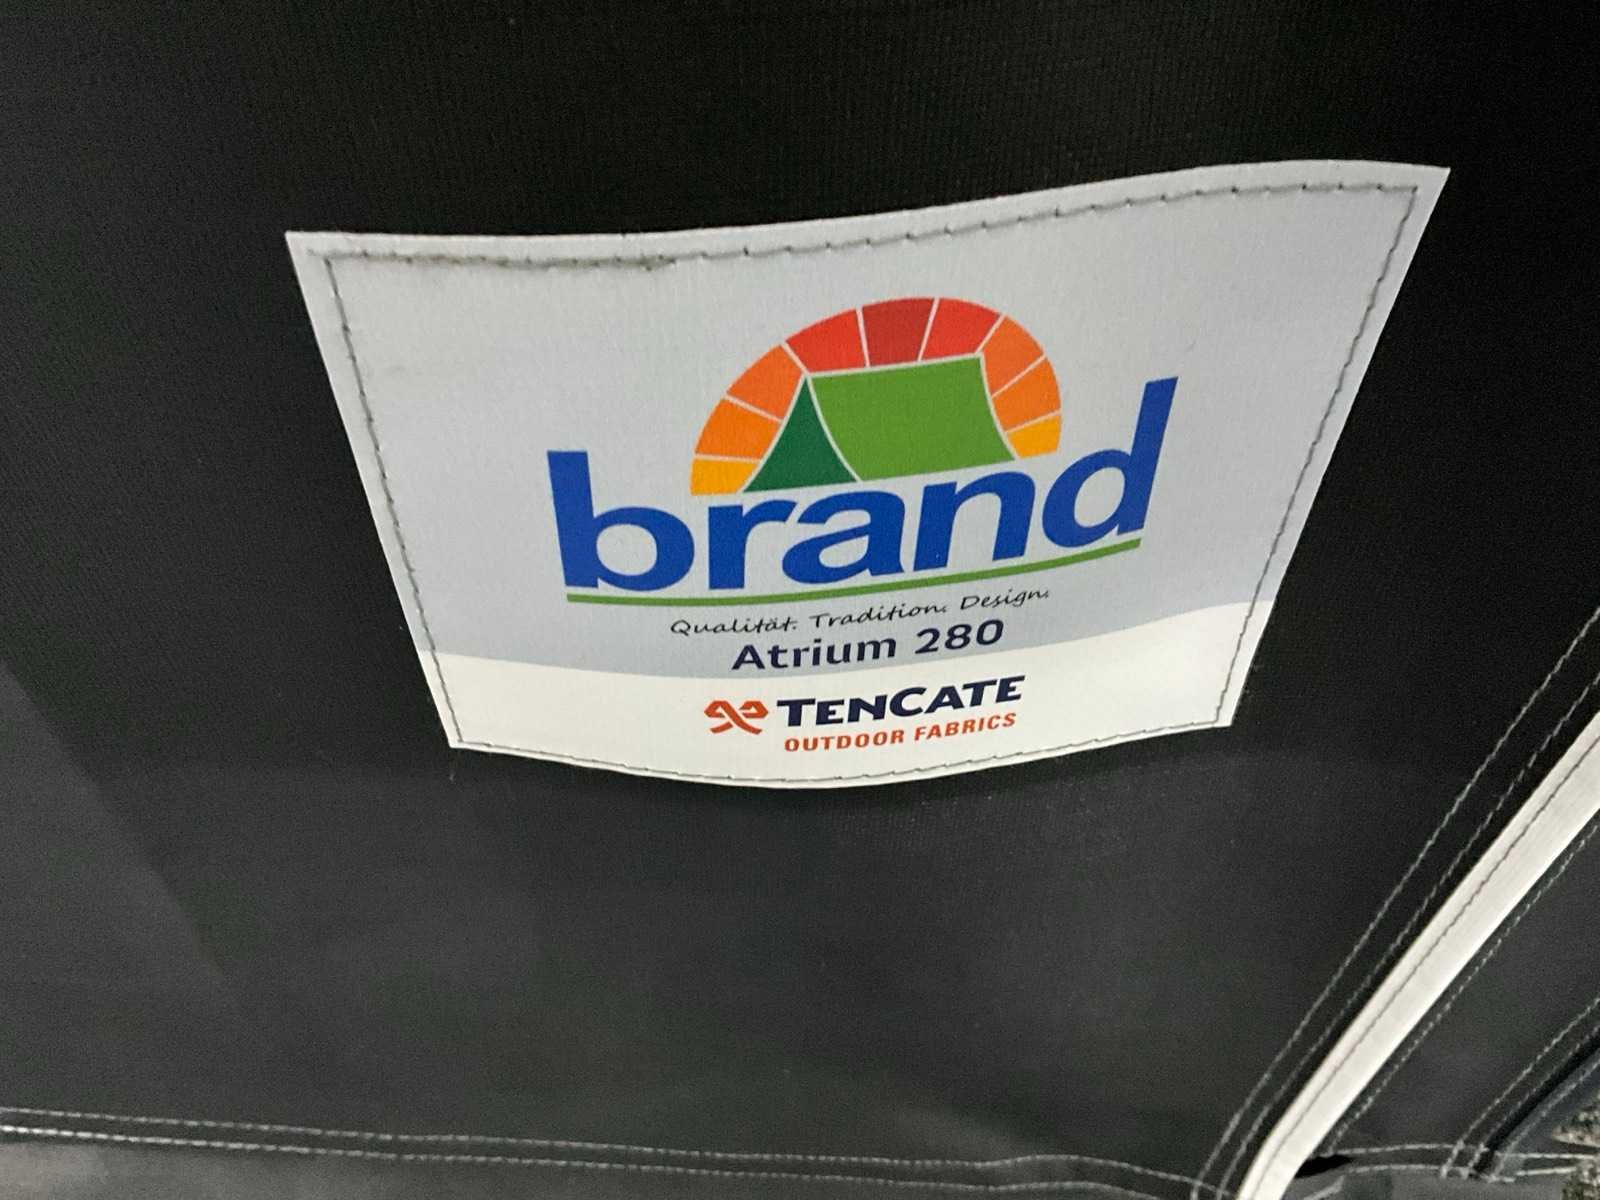 brand
Qualität. Tradition. Design.
Atrium 280
TENCATE
OUTDOOR FABRICS